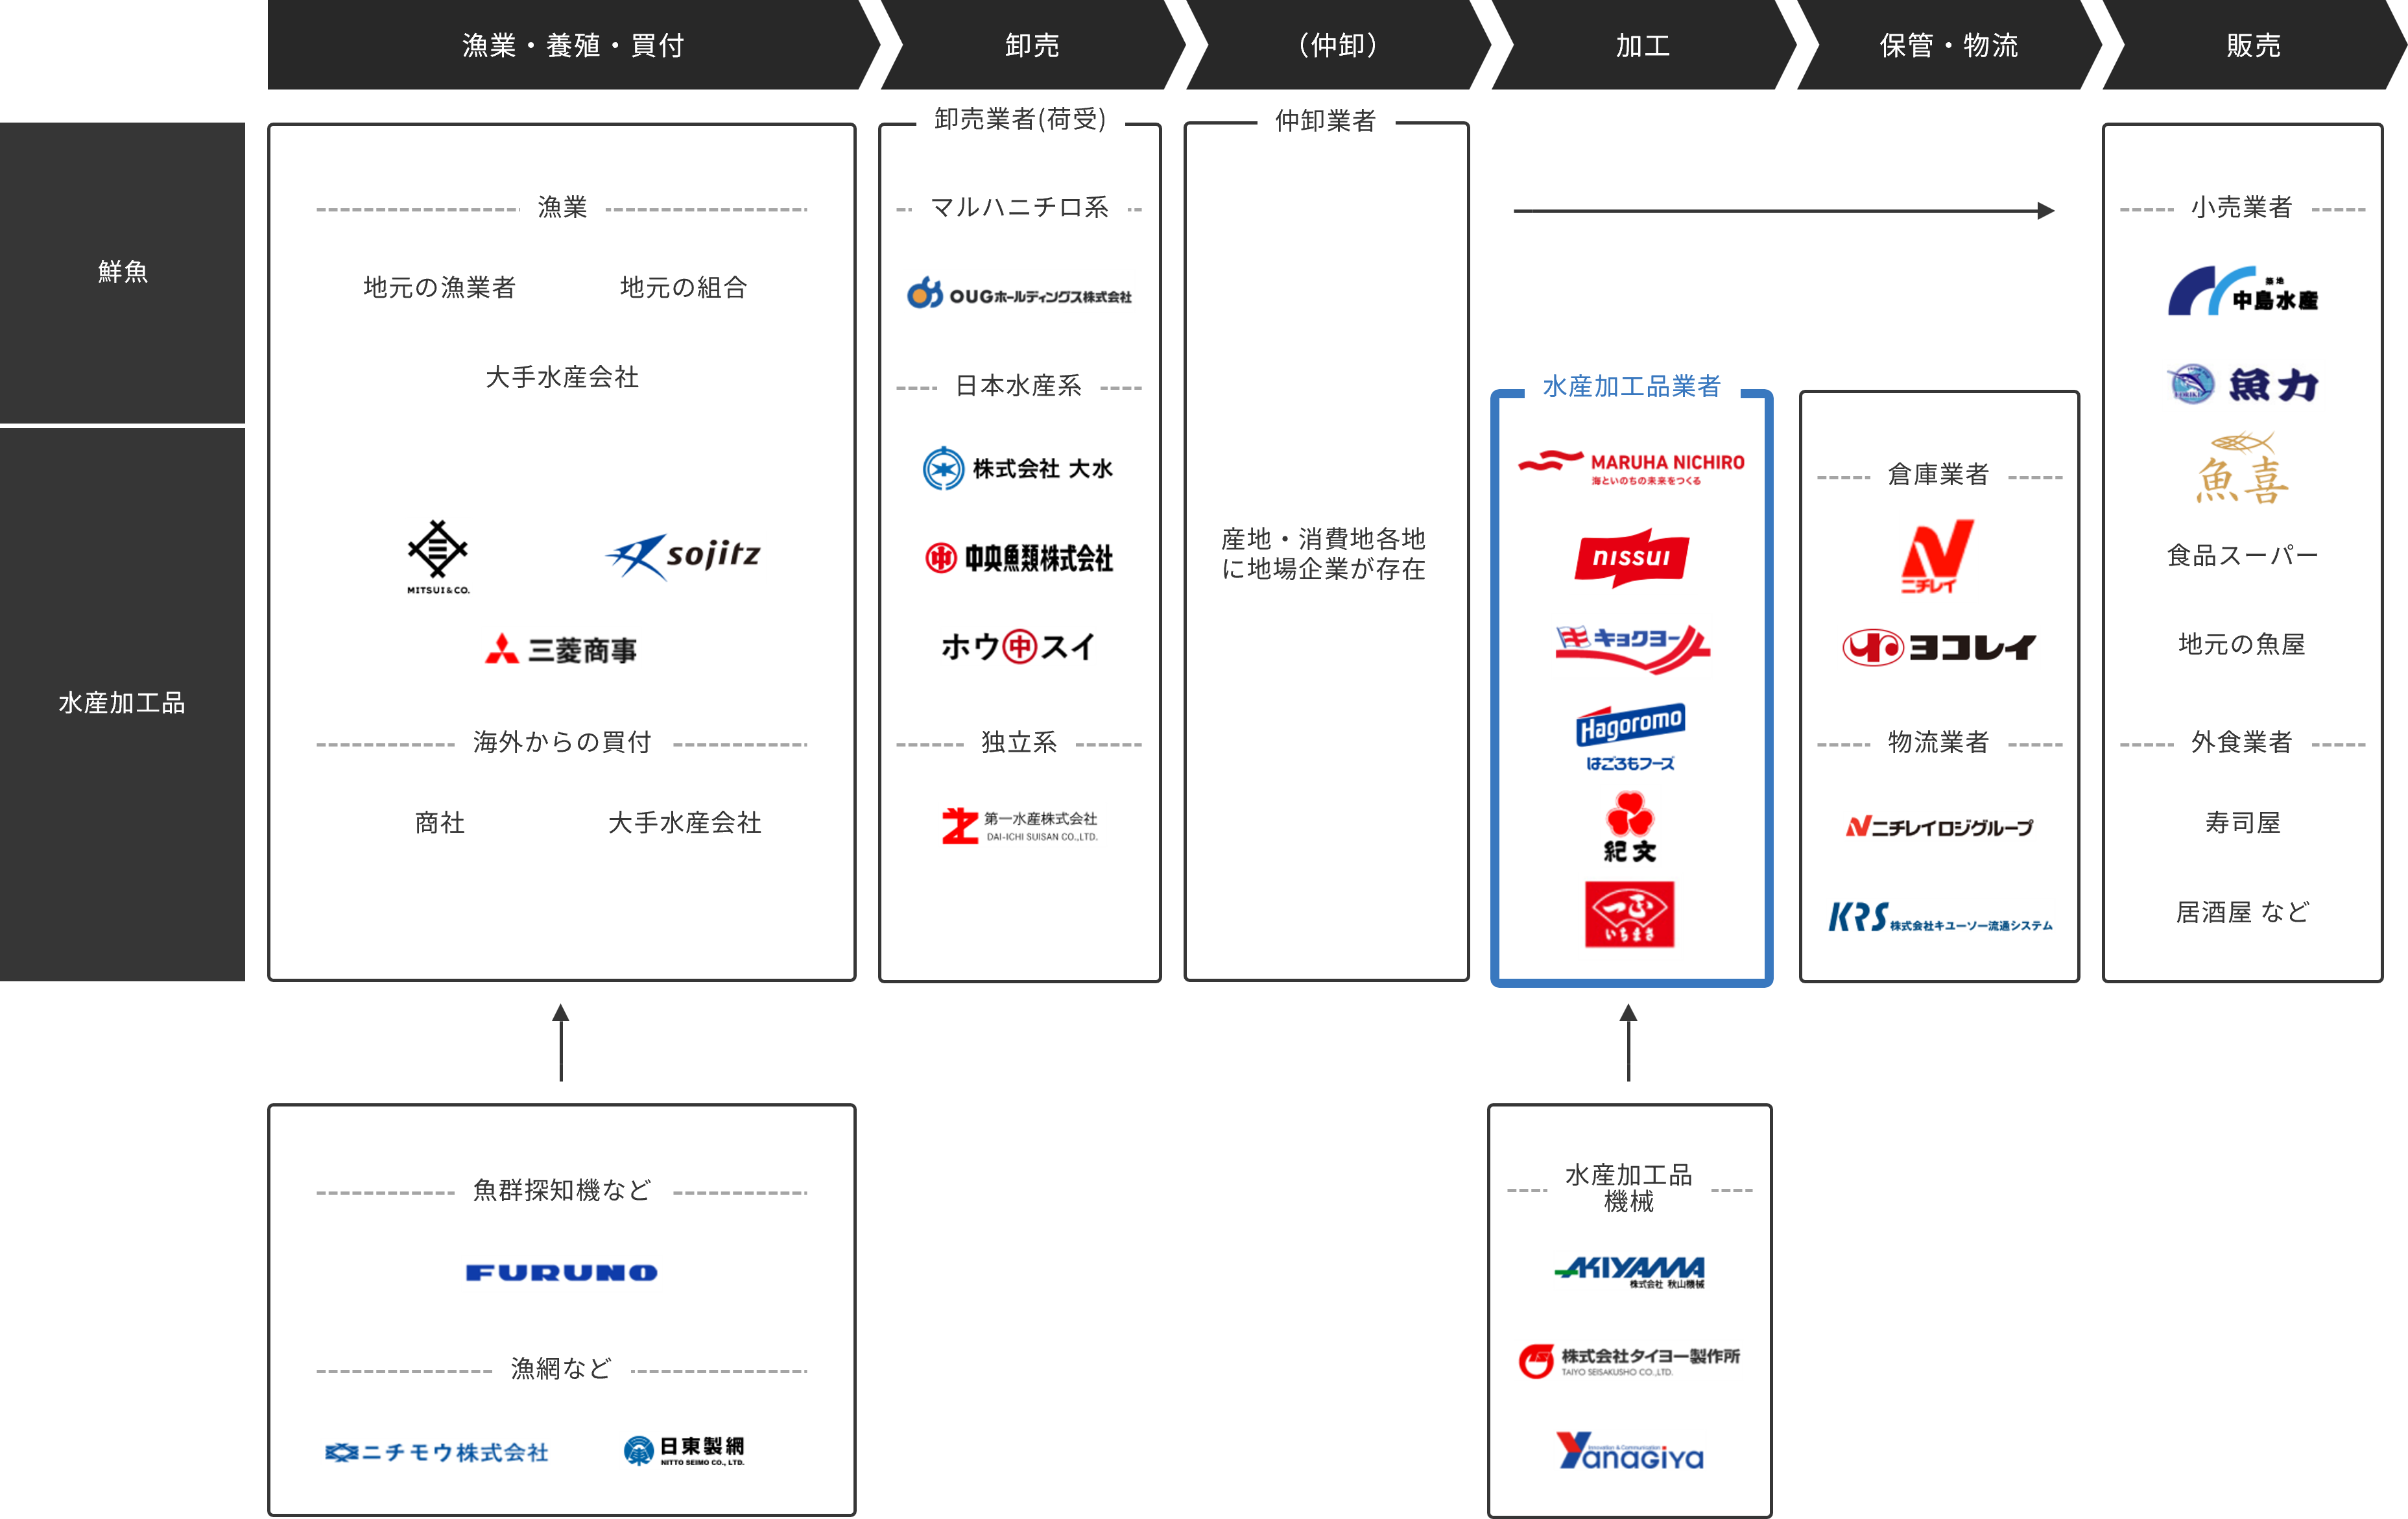 漁業・養殖・買付
卸売
（仲卸）
加工
保管・物流
販売
鮮魚
水産加工品
漁業
地元の漁業者
地元の組合
大手水産会社
MITSUI&CO.
sojitz
三菱商事
海外からの買付
商社
大手水産会社
卸売業者(荷受)
マルハニチロ系
OUGホールディングス株式会社
日本水産系
株式会社 大水
中央魚類株式会社
ホウ中スイ
独立系
第一水産株式会社
DAI-ICHI SUISAN CO.,LTD.
仲卸業者
産地・消費地各地
に地場企業が存在
水産加工品業者
MARUHA NICHIRO
海といのちの未来をつくる
nissui
キョクヨー
Hagoromo
はごろもフーズ
紀文
一正
いちまさ
倉庫業者
ニチレイ
ヨコレイ
物流業者
ニチレイロジグループ
KRS 株式会社キユーソー流通システム
小売業者
築地
中島水産
魚力
魚喜
食品スーパー
地元の魚屋
外食業者
寿司屋
居酒屋 など
魚群探知機など
FURUNO
漁網など
ニチモウ株式会社
日東製網
NITTO SEIMO CO., LTD.
水産加工品
機械
AKIYAMA
株式会社 秋山機械
株式会社タイヨー製作所
TAIYO SEISAKUSHO CO.,LTD.
Innovation & Communication
Yanagiya